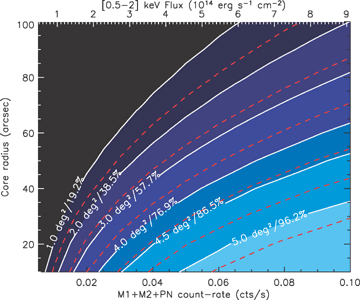 [0.5-2] keV Flux (10¹⁴ erg s⁻¹ cm⁻²)
1 2 3 4 5 6 7 8 9
100
80
60
40
20
Core radius (arcsec)
1.0 deg²/19.2%
2.0 deg²/38.5%
3.0 deg²/57.7%
4.0 deg²/76.9%
4.5 deg²/86.5%
5.0 deg²/96.2%
0.02 0.04 0.06 0.08 0.10
M1+M2+PN count-rate (cts/s)